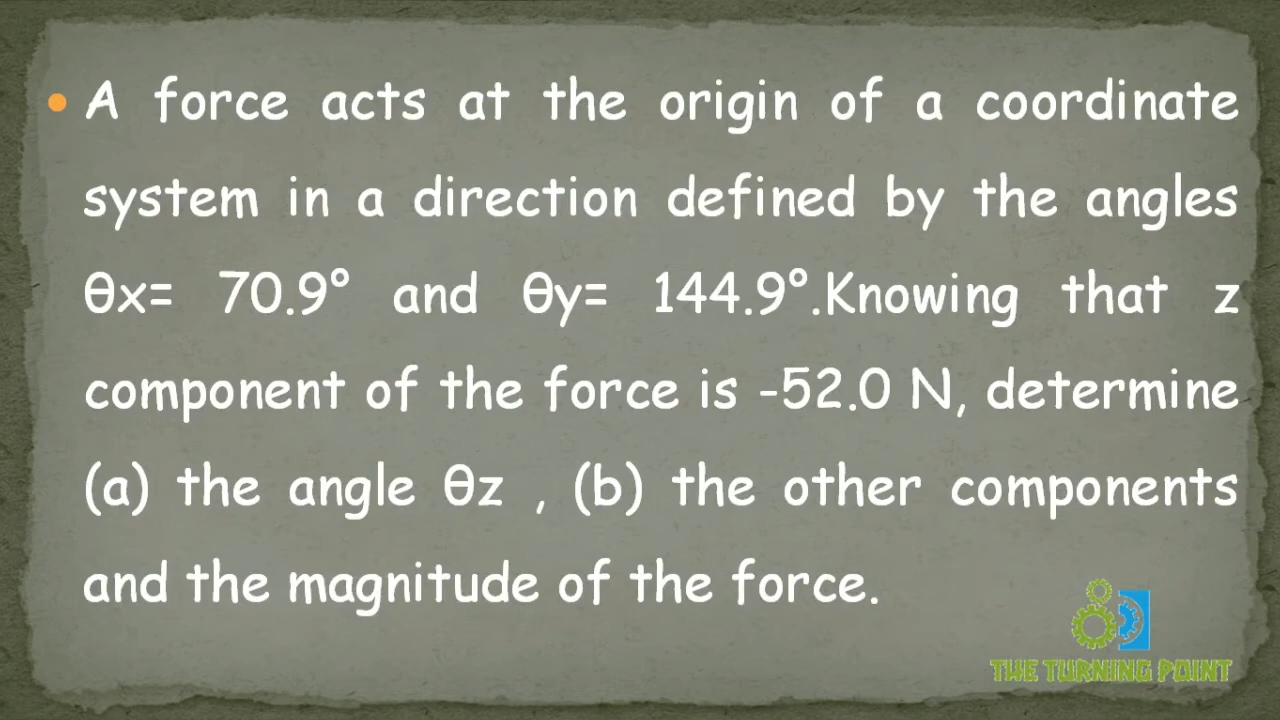 • A force acts at the origin of a coordinate
system in a direction defined by the angles
θx= 70.9° and θy= 144.9°.Knowing that z
component of the force is -52.0 N, determine
(a) the angle θz , (b) the other components
and the magnitude of the force.
THE TURNING POINT